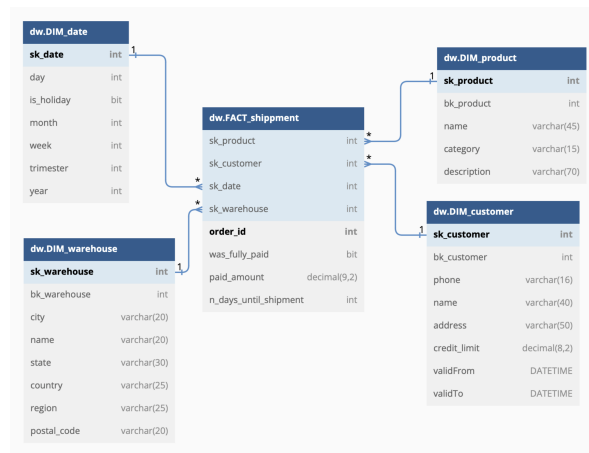 dw.DIM_date
sk_date int
day int
is_holiday bit
month int
week int
trimester int
year int
1
dw.DIM_product
sk_product int
bk_product int
name varchar(45)
category varchar(15)
description varchar(70)
1
dw.FACT_shippment
sk_product int
sk_customer int
sk_date int
sk_warehouse int
order_id int
was_fully_paid bit
paid_amount decimal(9,2)
n_days_until_shipment int
*
*
*
*
dw.DIM_customer
sk_customer int
bk_customer int
phone varchar(16)
name varchar(40)
address varchar(50)
credit_limit decimal(8,2)
validFrom DATETIME
validTo DATETIME
1
dw.DIM_warehouse
sk_warehouse int
bk_warehouse int
city varchar(20)
name varchar(20)
state varchar(30)
country varchar(25)
region varchar(25)
postal_code varchar(20)
1